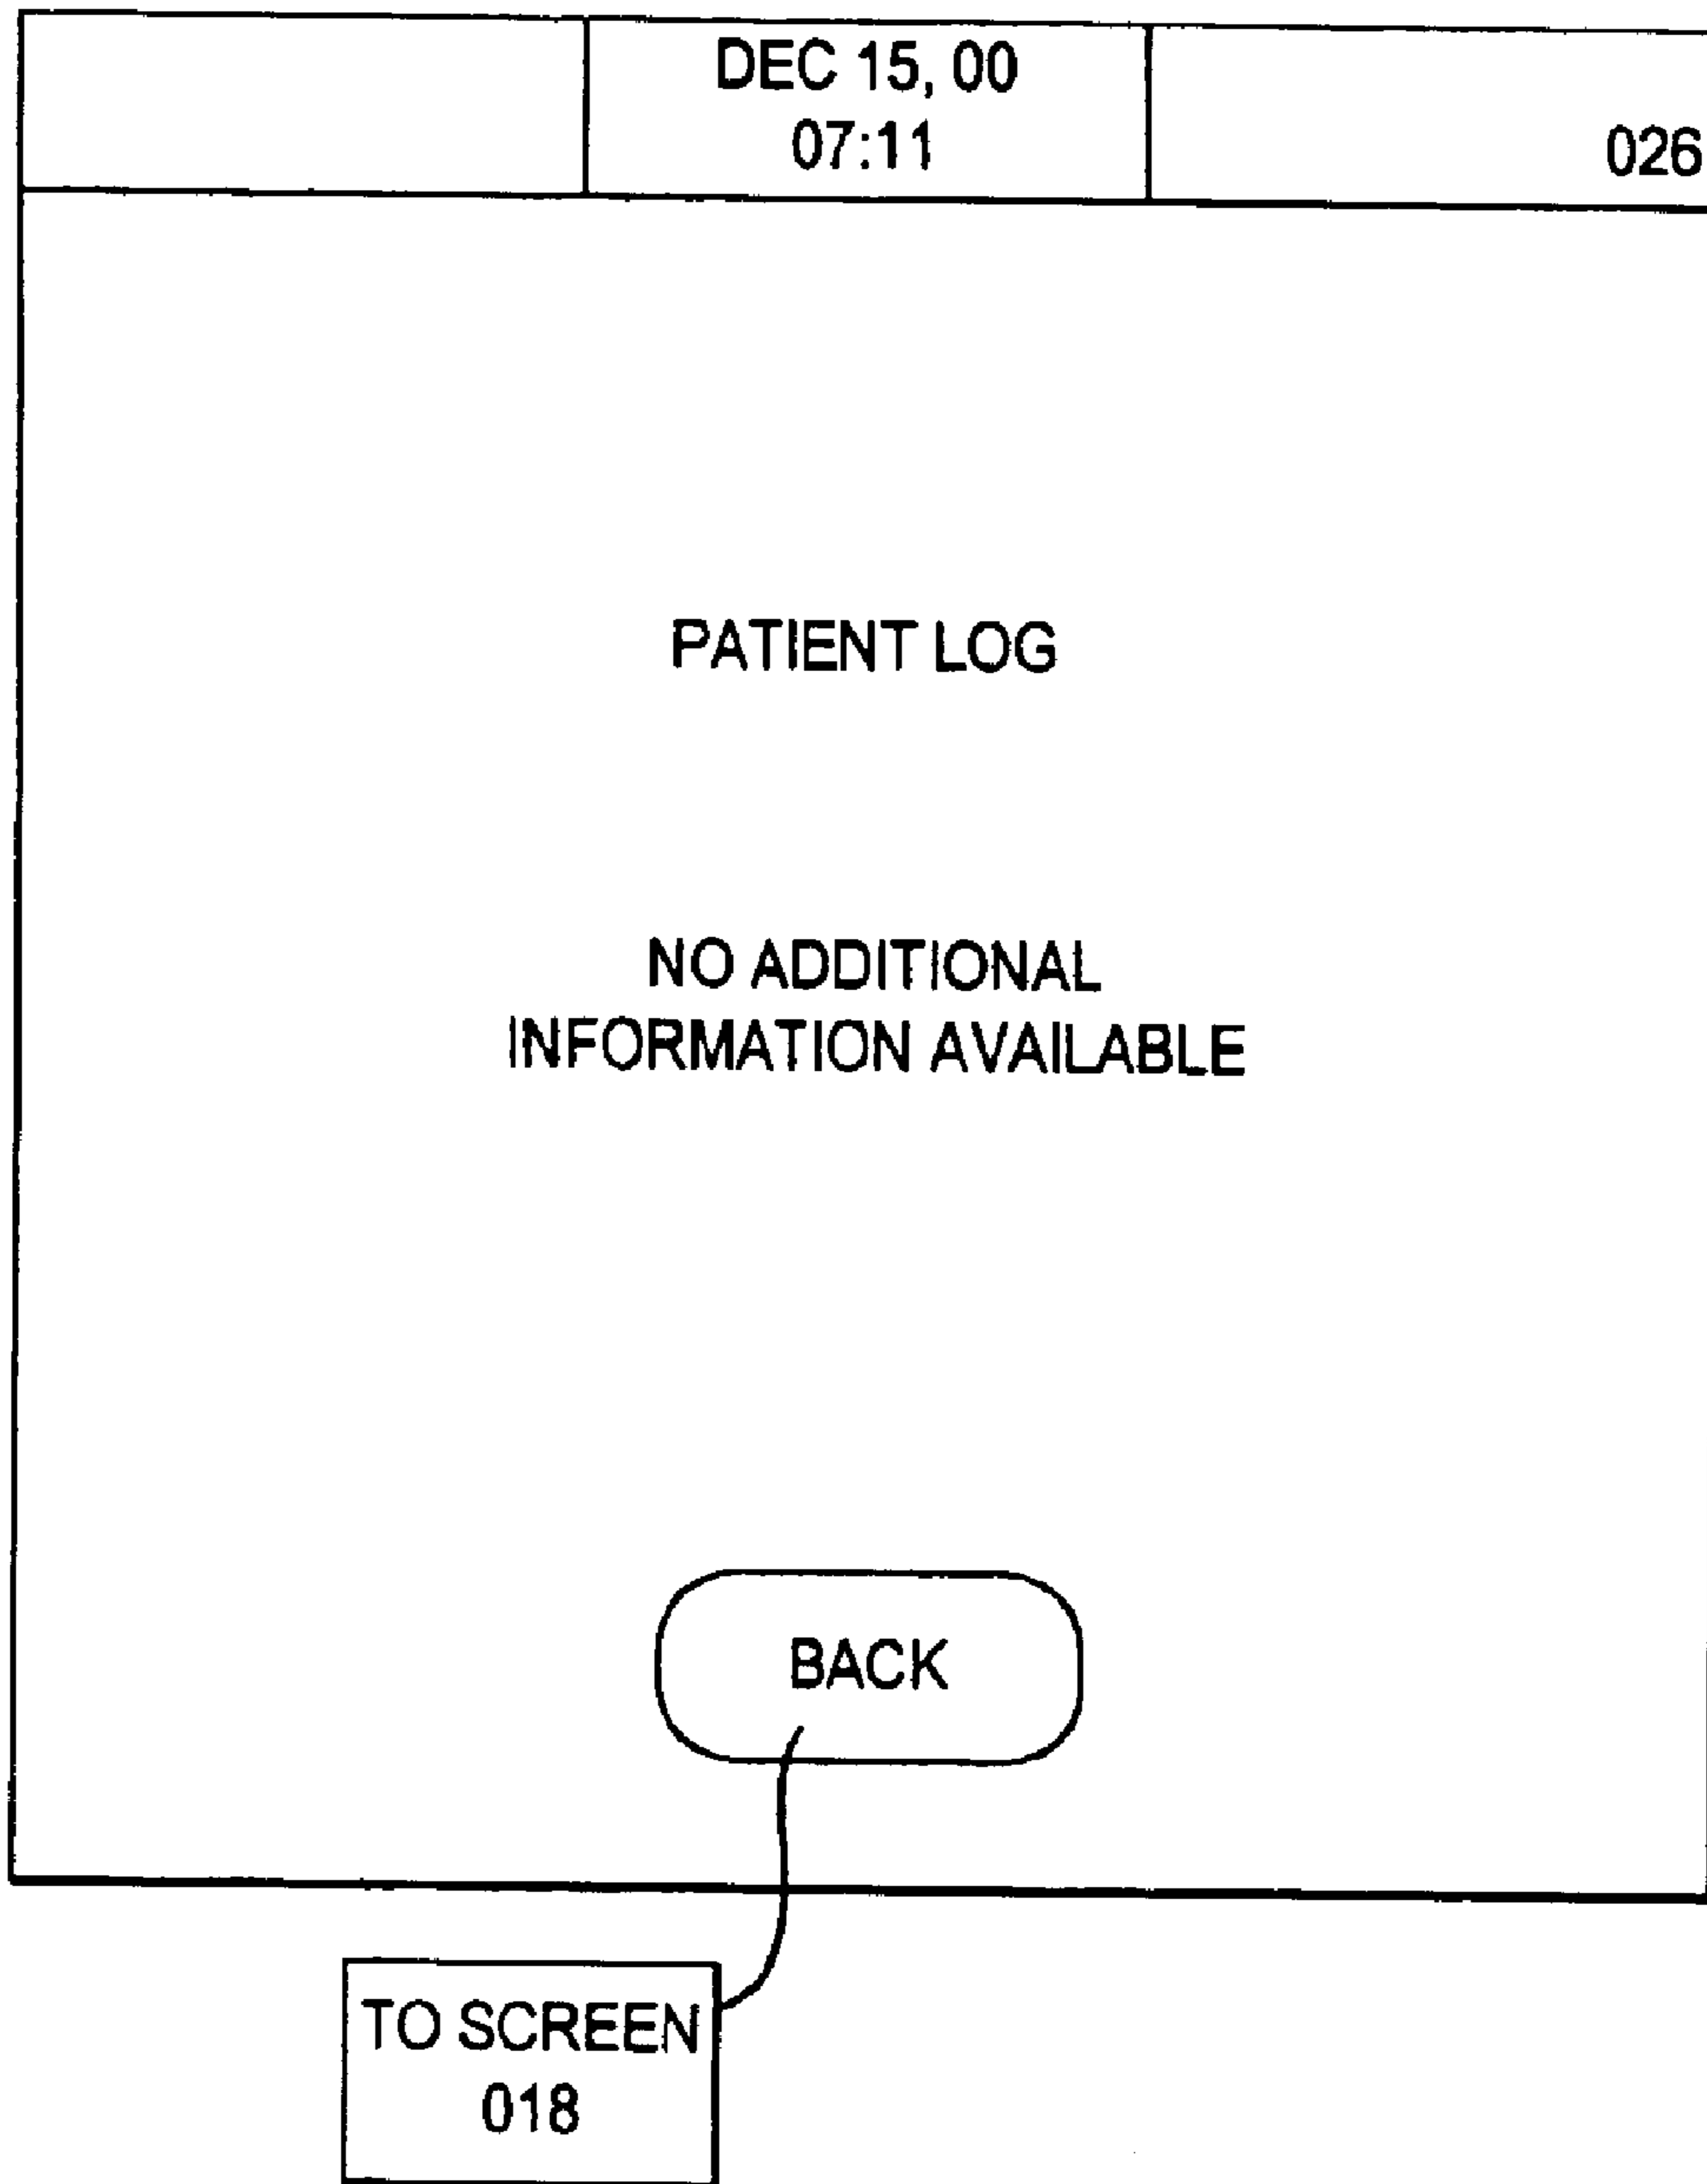 DEC 15, 00
07:11
026
PATIENT LOG
NO ADDITIONAL
INFORMATION AVAILABLE
BACK
TO SCREEN
018